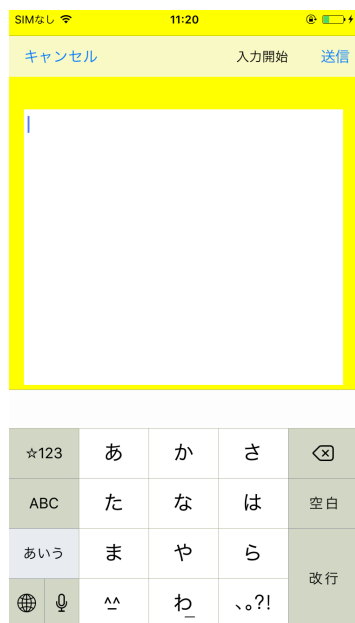 SIMなし 11:20
キャンセル 入力開始 送信
☆123 あ か さ
ABC た な は 空白
あいう ま や ら
^^ わ 、。?! 改行